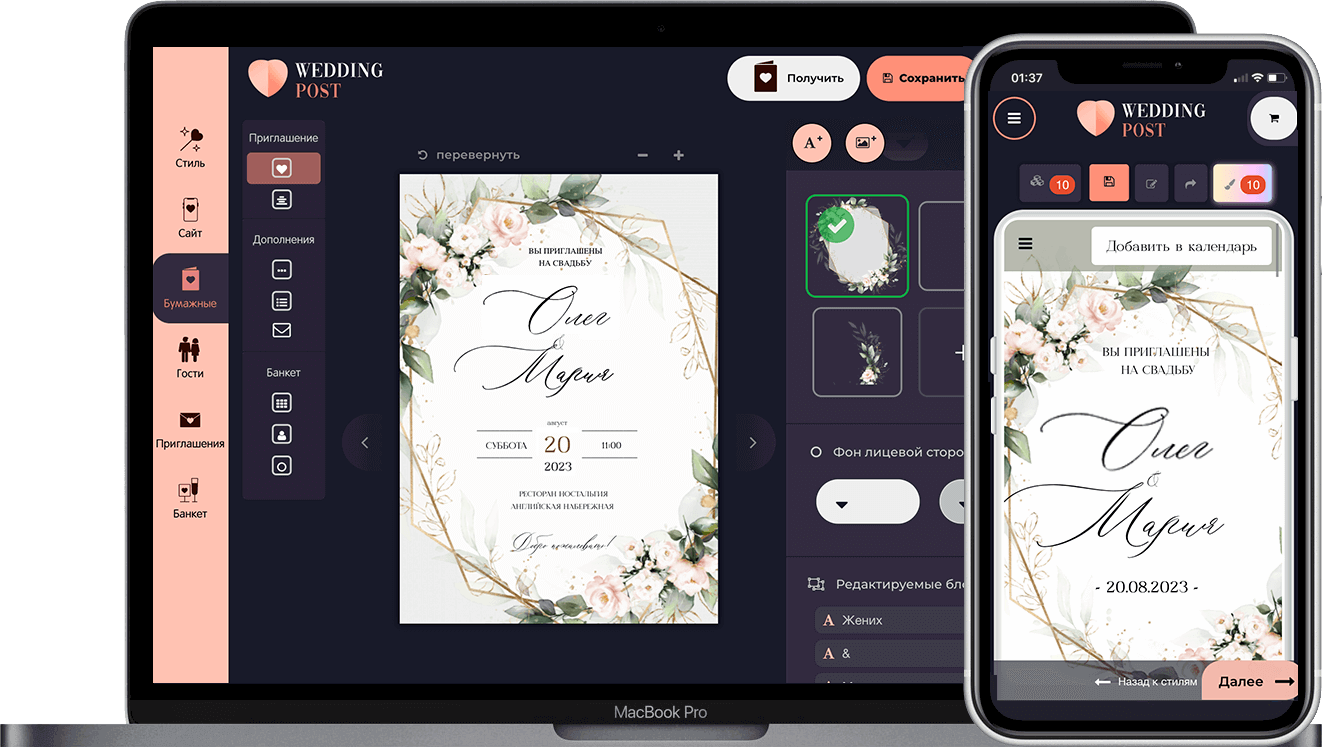 WEDDING
POST
Получить
Сохранить
Стиль
Сайт
Бумажные
Гости
Приглашения
Банкет
Приглашение
Дополнения
Банкет
перевернуть
ВЫ ПРИГЛАШЕНЫ
НА СВАДЬБУ
Олег
&
Мария
август
СУББОТА
20
11:00
2023
РЕСТОРАН НОСТАЛЬГИЯ
АНГЛИЙСКАЯ НАБЕРЕЖНАЯ
Добро пожаловать!
A+
Фон лицевой сторо
Редактируемые бло
A Жених
A &
MacBook Pro
01:37
WEDDING
POST
10
10
Добавить в календарь
ВЫ ПРИГЛАШЕНЫ
НА СВАДЬБУ
Олег
&
Мария
- 20.08.2023 -
Назад к стилям
Далее